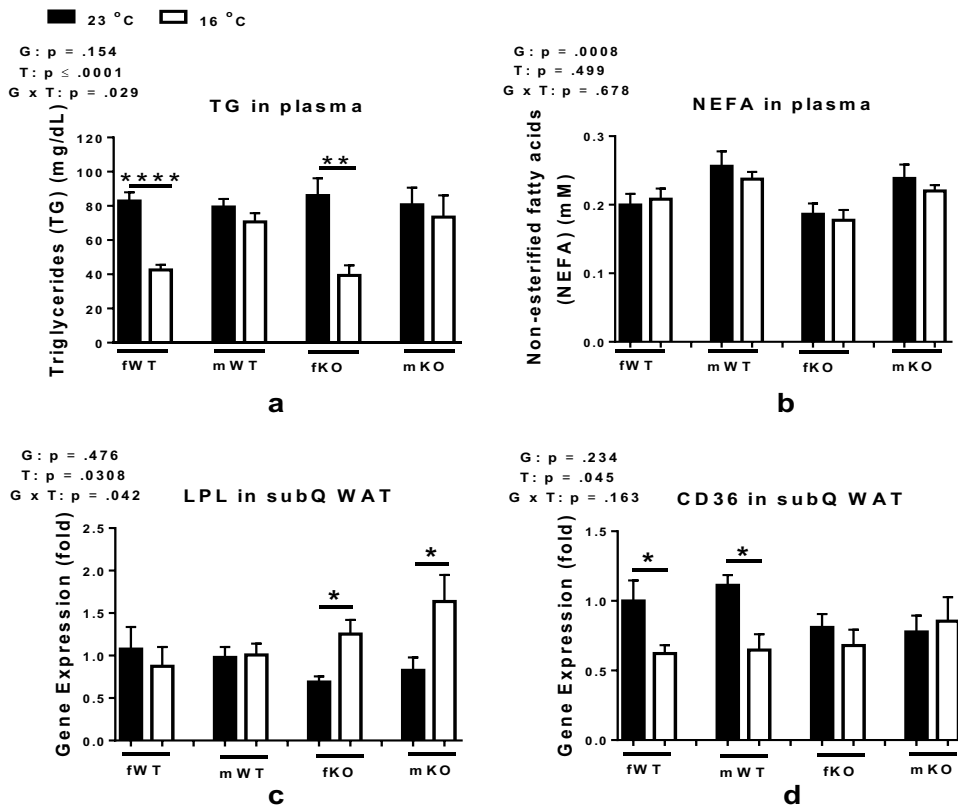 23 °C 16 °C
G: p = .154
T: p ≤ .0001
G x T: p = .029
TG in plasma
Triglycerides (TG) (mg/dL)
120
100
80
60
40
20
0
****
**
fWT mWT fKO mKO
a
G: p = .0008
T: p = .499
G x T: p = .678
NEFA in plasma
Non-esterified fatty acids
(NEFA) (mM)
0.3
0.2
0.1
0.0
fWT mWT fKO mKO
b
G: p = .476
T: p = .0308
G x T: p = .042
LPL in subQ WAT
Gene Expression (fold)
2.5
2.0
1.5
1.0
0.5
0.0
*
*
fWT mWT fKO mKO
c
G: p = .234
T: p = .045
G x T: p = .163
CD36 in subQ WAT
Gene Expression (fold)
1.5
1.0
0.5
0.0
*
*
fWT mWT fKO mKO
d